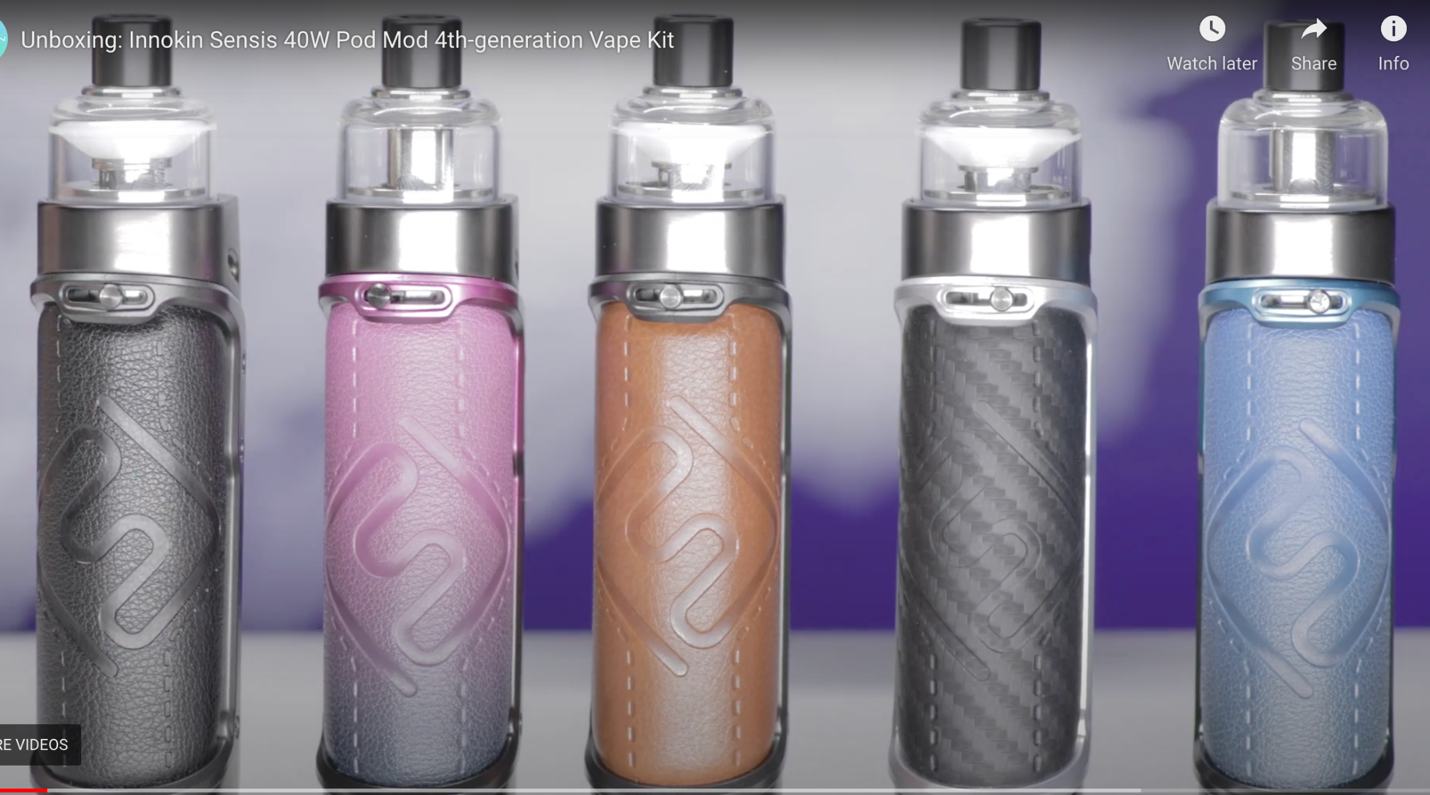 Unboxing: Innokin Sensis 40W Pod Mod 4th-generation Vape Kit
Watch later
Share
Info
RE VIDEOS